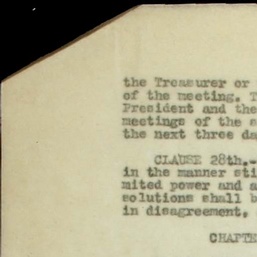 the Treasurer or
of the meeting. T
President and the
meetings of the s
the next three da
CLAUSE 28th.-
in the manner sti
mited power and a
solutions shall b
in disagreement.
CHAPTE